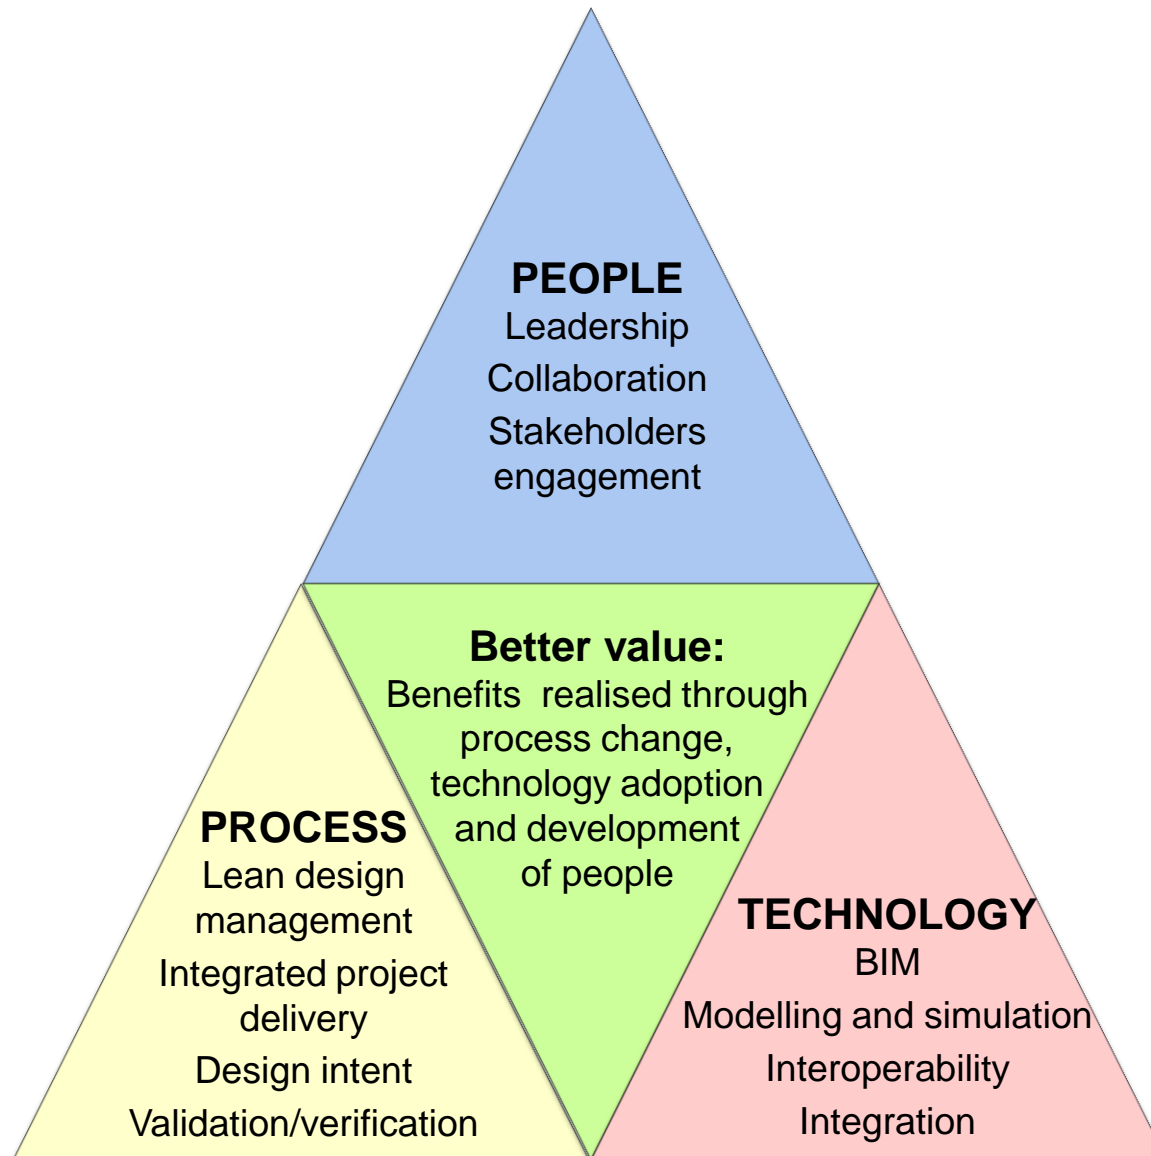 PEOPLE
Leadership
Collaboration
Stakeholders
engagement
Better value:
Benefits  realised through
process change,
technology adoption
and development
of people
PROCESS
Lean design
management
Integrated project
delivery
Design intent
Validation/verification
TECHNOLOGY
BIM
Modelling and simulation
Interoperability
Integration